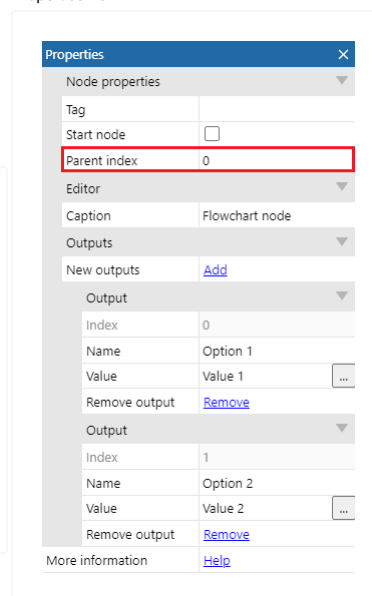 Properties ×
Node properties
Tag
Start node
Parent index 0
Editor
Caption Flowchart node
Outputs
New outputs Add
Output
Index 0
Name Option 1
Value Value 1 ...
Remove output Remove
Output
Index 1
Name Option 2
Value Value 2 ...
Remove output Remove
More information Help